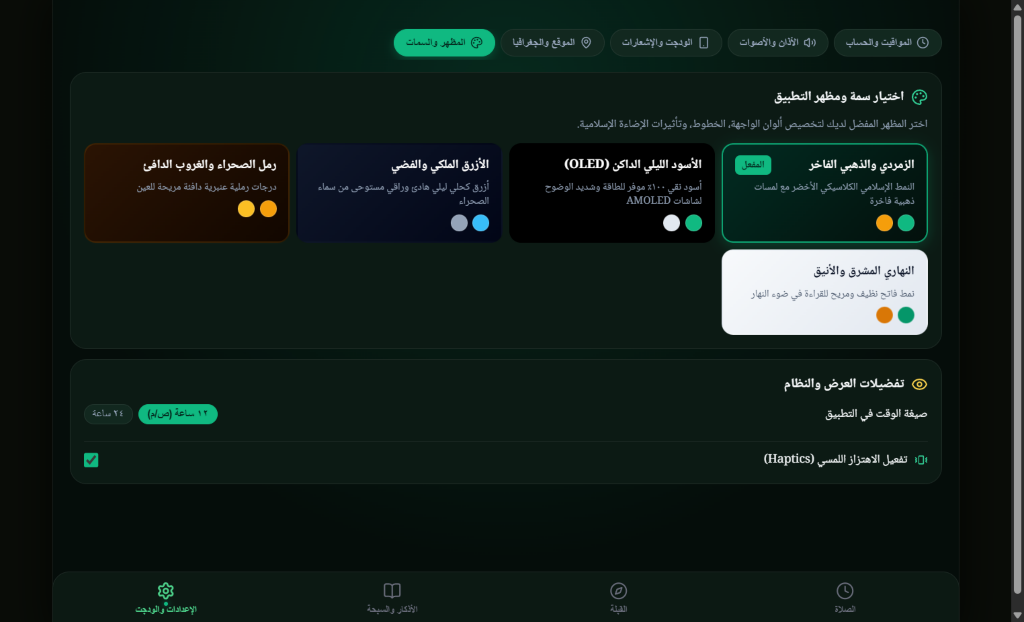 المواقيت والحساب
الأذان والأصوات
الودجت والإشعارات
الموقع والجغرافيا
المظهر والسمات
اختيار سمة ومظهر التطبيق
اختر المظهر المفضل لديك لتخصيص ألوان الواجهة، الخطوط، وتأثيرات الإضاءة الإسلامية.
الزمردي والذهبي الفاخر
المفعل
النمط الإسلامي الكلاسيكي الأخضر مع لمسات
ذهبية فاخرة
الأسود الليلي الداكن (OLED)
أسود نقي ١٠٠٪ موفر للطاقة وشديد الوضوح
لشاشات AMOLED
الأزرق الملكي والفضي
أزرق كحلي ليلي هادئ وراقي مستوحى من سماء
الصحراء
رمل الصحراء والغروب الدافئ
درجات رملية عنبرية دافئة مريحة للعين
النهاري المشرق والأنيق
نمط فاتح نظيف ومريح للقراءة في ضوء النهار
تفضيلات العرض والنظام
صيغة الوقت في التطبيق
١٢ ساعة (ص/م)
٢٤ ساعة
تفعيل الاهتزاز اللمسي (Haptics)
الصلاة
القبلة
الأذكار والسبحة
الإعدادات والودجت